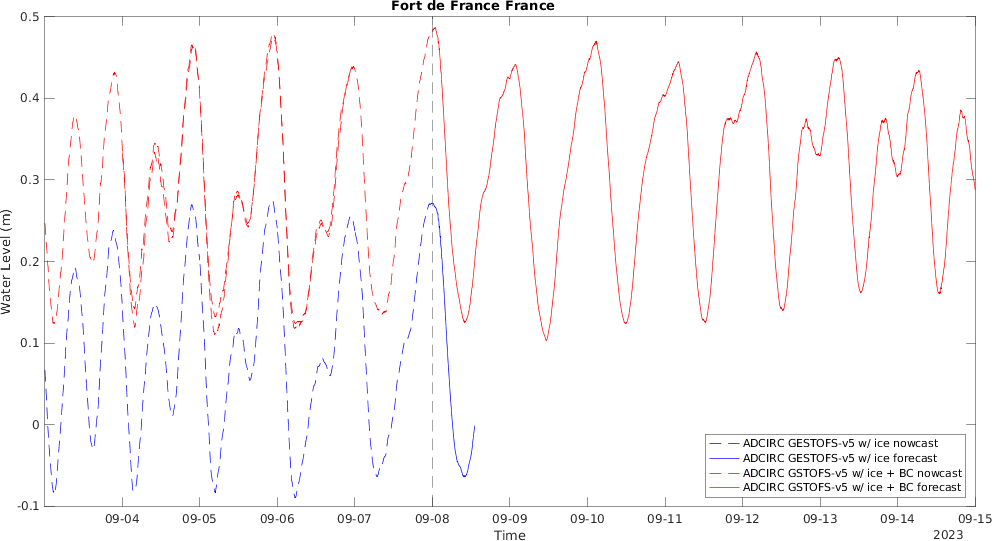 Fort de France France
0.5
0.4
0.3
0.2
0.1
0
-0.1
Water Level (m)
09-04 09-05 09-06 09-07 09-08 09-09 09-10 09-11 09-12 09-13 09-14 09-15
Time
2023
ADCIRC GESTOFS-v5 w/ ice nowcast
ADCIRC GESTOFS-v5 w/ ice forecast
ADCIRC GSTOFS-v5 w/ ice + BC nowcast
ADCIRC GSTOFS-v5 w/ ice + BC forecast